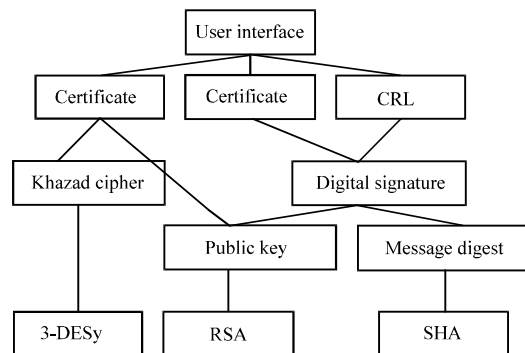 User interface
Certificate
Certificate
CRL
Khazad cipher
Digital signature
Public key
Message digest
3-DESy
RSA
SHA